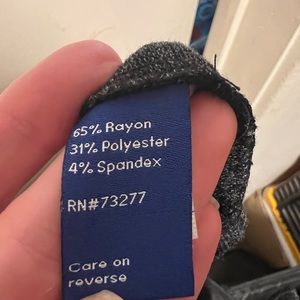 65% Rayon
31% Polyester
4% Spandex
RN#73277
Care on
reverse